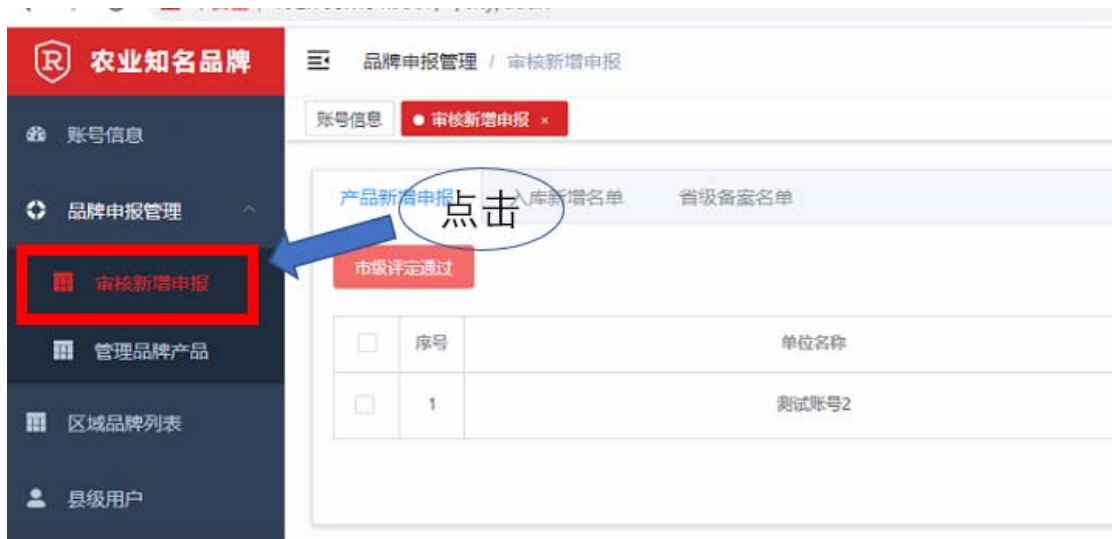 农业知名品牌
品牌申报管理 / 审核新增申报
账号信息
审核新增申报 ×
账号信息
品牌申报管理
审核新增申报
管理品牌产品
区域品牌列表
县级用户
产品新增申报
入库新增名单
省级备案名单
点击
市级评定通过
序号
单位名称
1
测试账号2